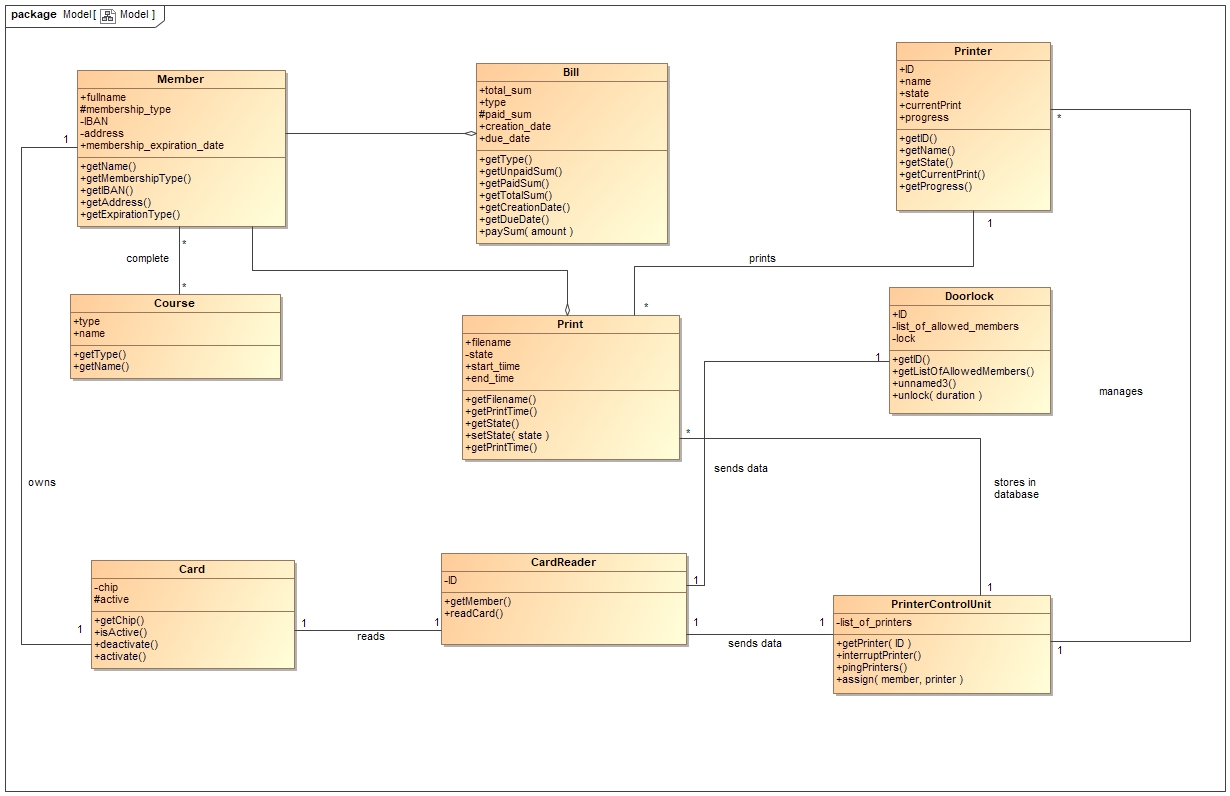 package Model[ Model ]
Member
+fullname
#membership_type
-IBAN
-address
+membership_expiration_date
+getName()
+getMembershipType()
+getIBAN()
+getAddress()
+getExpirationType()
Bill
+total_sum
+type
#paid_sum
+creation_date
+due_date
+getType()
+getUnpaidSum()
+getPaidSum()
+getTotalSum()
+getCreationDate()
+getDueDate()
+paySum( amount )
Printer
+ID
+name
+state
+currentPrint
+progress
+getID()
+getName()
+getState()
+getCurrentPrint()
+getProgress()
1
*
*
complete
*
1
prints
*
Course
+type
+name
+getType()
+getName()
Print
+filename
-state
+start_tiime
+end_time
+getFilename()
+getPrintTime()
+getState()
+setState( state )
+getPrintTime()
Doorlock
+ID
-list_of_allowed_members
-lock
+getID()
+getListOfAllowedMembers()
+unnamed3()
+unlock( duration )
1
manages
*
sends data
owns
stores in
database
Card
-chip
#active
+getChip()
+isActive()
+deactivate()
+activate()
1
1
reads
1
CardReader
-ID
+getMember()
+readCard()
1
1
sends data
1
1
PrinterControlUnit
-list_of_printers
+getPrinter( ID )
+interruptPrinter()
+pingPrinters()
+assign( member, printer )
1